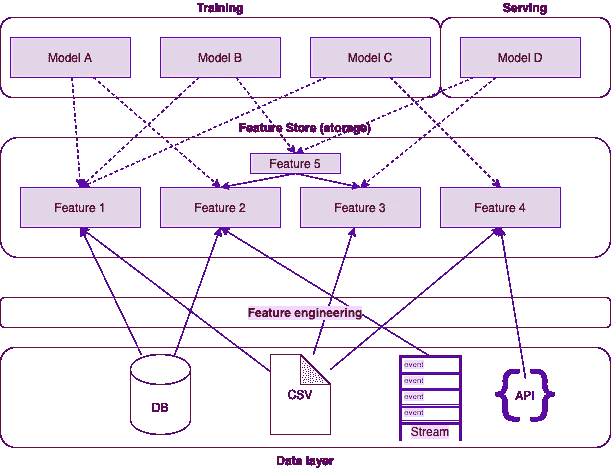 Training
Serving
Model A
Model B
Model C
Model D
Feature Store (storage)
Feature 5
Feature 1
Feature 2
Feature 3
Feature 4
Feature engineering
DB
CSV
event
event
event
event
Stream
API
Data layer